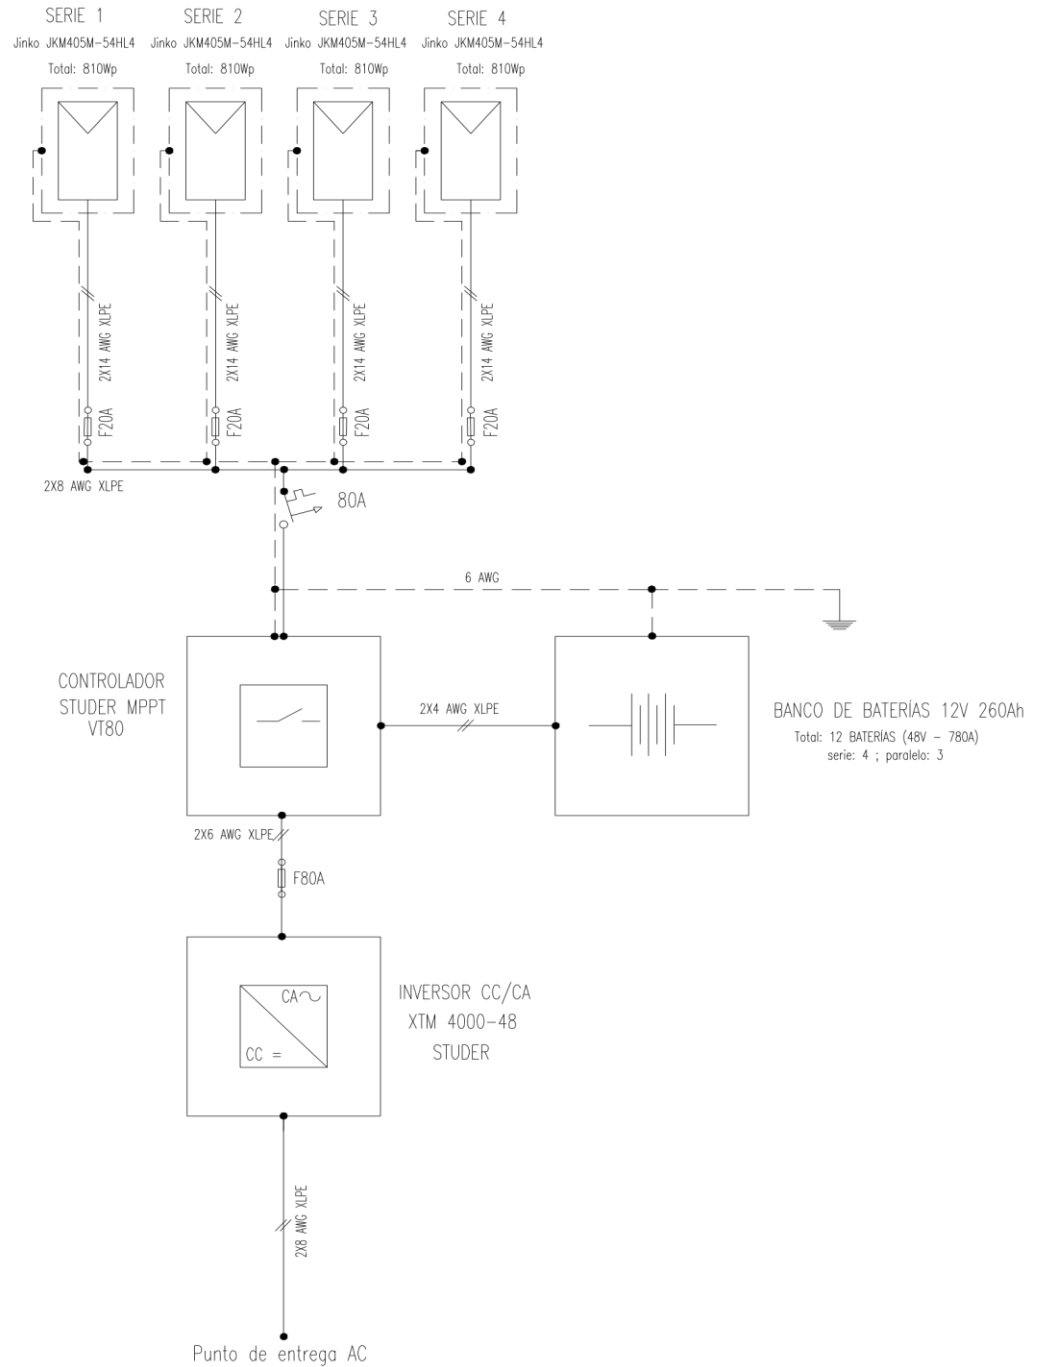 SERIE 1
Jinko JKM405M-54HL4
Total: 810Wp
SERIE 2
Jinko JKM405M-54HL4
Total: 810Wp
SERIE 3
Jinko JKM405M-54HL4
Total: 810Wp
SERIE 4
Jinko JKM405M-54HL4
Total: 810Wp
2X14 AWG XLPE
2X14 AWG XLPE
2X14 AWG XLPE
2X14 AWG XLPE
F20A
F20A
F20A
F20A
2X8 AWG XLPE
80A
6 AWG
CONTROLADOR
STUDER MPPT
VT80
2X4 AWG XLPE
BANCO DE BATERÍAS 12V 260Ah
Total: 12 BATERÍAS (48V - 780A)
serie: 4 ; paralelo: 3
2X6 AWG XLPE
F80A
CA
CC =
INVERSOR CC/CA
XTM 4000-48
STUDER
2X8 AWG XLPE
Punto de entrega AC